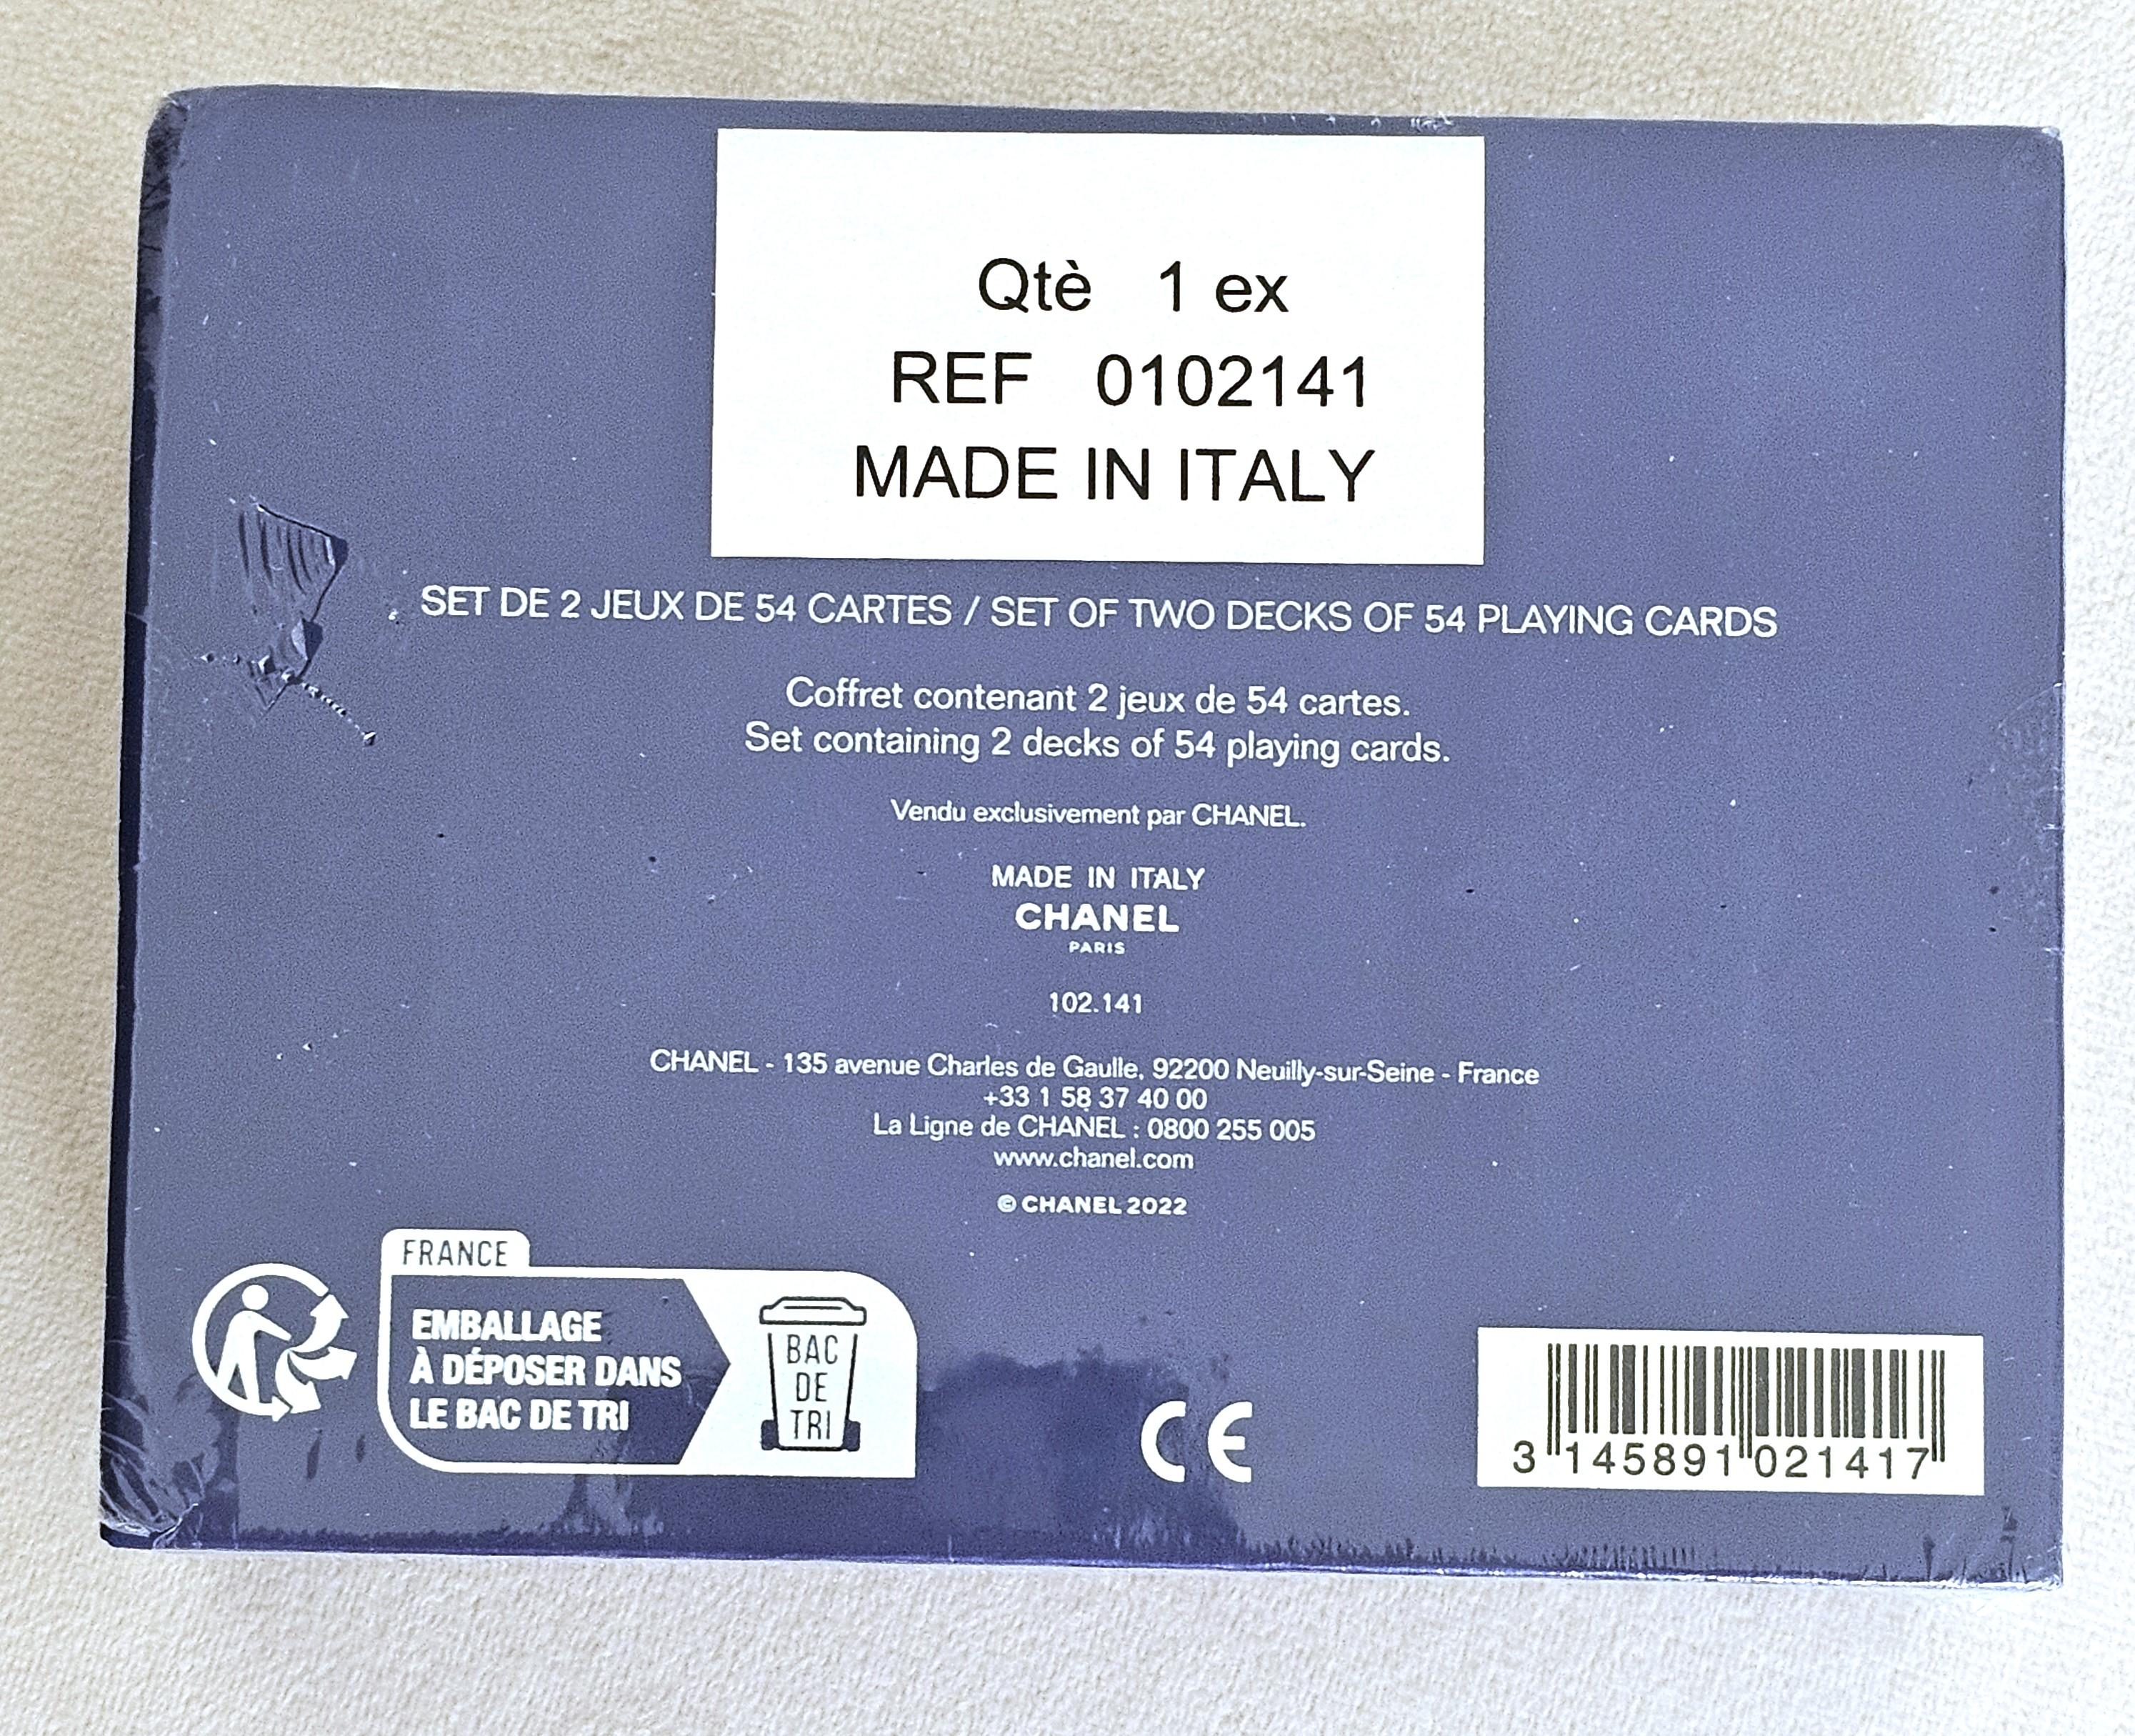 Qtè 1 ex
REF 0102141
MADE IN ITALY
SET DE 2 JEUX DE 54 CARTES / SET OF TWO DECKS OF 54 PLAYING CARDS
Coffret contenant 2 jeux de 54 cartes.
Set containing 2 decks of 54 playing cards.
Vendu exclusivement par CHANEL.
MADE IN ITALY
CHANEL
PARIS
102.141
CHANEL - 135 avenue Charles de Gaulle, 92200 Neuilly-sur-Seine - France
+33 1 58 37 40 00
La Ligne de CHANEL : 0800 255 005
www.chanel.com
© CHANEL 2022
FRANCE
EMBALLAGE
À DÉPOSER DANS
LE BAC DE TRI
BAC
DE
TRI
CE
3 145891 021417